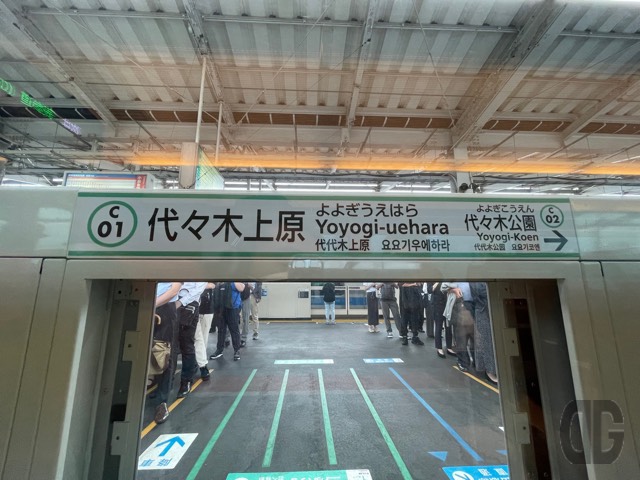 C
01
代々木上原
よよぎうえはら
Yoyogi-uehara
代代木上原 요요기우에하라
よよぎこうえん
代々木公園
Yoyogi-Koen
代代木公园 요요기코엔
C
02
DG